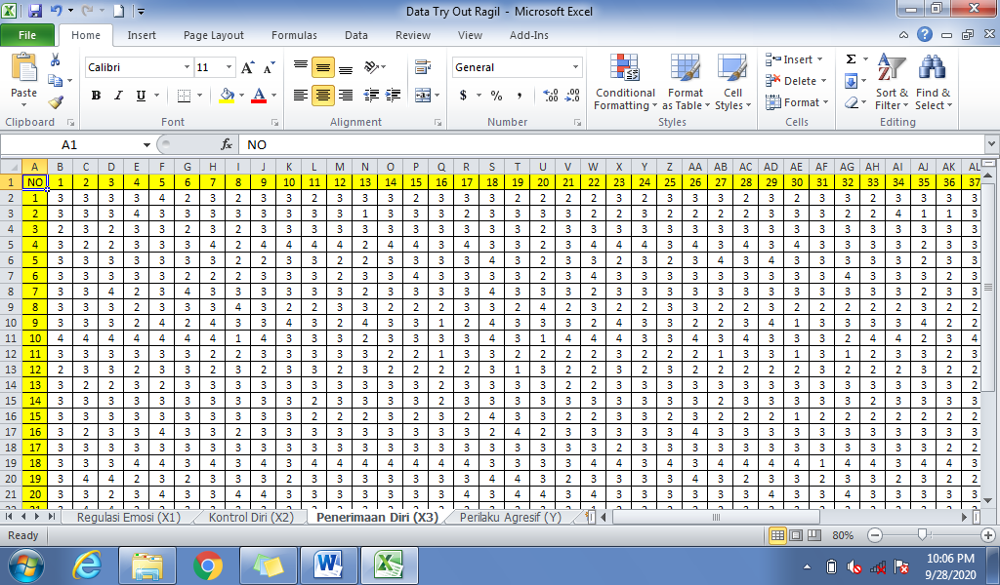 Data Try Out Ragil - Microsoft Excel
File Home Insert Page Layout Formulas Data Review View Add-Ins
Paste Calibri 11 General Conditional Formatting Format as Table Cell Styles Insert Delete Format Sort & Filter Find & Select
B I U $ % ,
Clipboard Font Alignment Number Styles Cells Editing
A1 fx NO
A B C D E F G H I J K L M N O P Q R S T U V W X Y Z AA AB AC AD AE AF AG AH AI AJ AK AL
1 NO 1 2 3 4 5 6 7 8 9 10 11 12 13 14 15 16 17 18 19 20 21 22 23 24 25 26 27 28 29 30 31 32 33 34 35 36 37
2 1 3 3 3 3 4 2 3 2 3 3 2 3 3 3 2 3 3 3 2 2 2 2 3 2 3 2 2 3 2 2 3 3 3 2 3 3 3
3 2 3 3 3 4 3 3 3 3 3 3 3 3 1 3 3 3 2 3 3 3 3 2 2 3 2 2 2 2 3 3 3 2 2 4 1 1 3
4 3 2 3 2 3 3 2 3 2 3 2 3 3 3 3 3 3 3 3 3 2 3 3 3 3 3 3 3 3 3 3 3 3 3 3 3 3 3
5 4 3 2 2 3 3 3 4 2 4 4 4 4 2 4 4 3 4 3 3 2 3 4 4 4 3 4 3 4 3 4 3 3 3 3 2 3 3
6 5 3 3 3 3 3 3 3 2 2 3 3 2 2 3 3 3 3 4 3 2 3 3 2 3 2 3 4 3 4 3 3 3 3 3 2 3 3
7 6 3 3 3 3 3 2 2 2 3 3 3 2 3 3 4 3 3 3 3 2 3 4 3 3 3 3 3 3 3 3 3 4 3 3 3 2 3
8 7 3 3 4 2 3 4 3 3 3 3 3 3 2 3 3 3 3 4 3 3 3 2 3 3 3 3 3 3 3 3 3 3 3 3 2 3 3
9 8 3 3 3 2 3 3 3 4 3 2 2 3 3 2 2 2 3 3 2 4 2 3 2 2 3 3 2 2 3 2 2 2 2 2 3 2 2
10 9 3 3 3 2 4 2 4 3 3 4 3 2 4 3 3 1 2 4 3 3 3 2 4 3 3 2 2 3 4 1 3 3 3 3 4 2 2
11 10 4 4 4 4 4 4 4 1 4 3 3 3 2 3 3 3 3 4 3 1 4 4 4 3 3 4 3 4 3 3 3 2 4 4 2 3 4
12 11 3 3 3 3 3 3 2 2 3 3 3 3 3 2 2 1 3 3 2 2 3 3 3 2 3 2 2 1 3 3 1 3 1 2 3 3 2 3
13 12 2 3 3 2 3 3 2 3 2 3 3 2 3 2 2 2 2 3 1 3 2 2 3 2 3 2 2 2 2 3 2 3 2 2 3 2 2
14 13 3 2 2 3 2 3 3 3 3 3 3 3 3 3 3 2 3 3 3 3 2 2 3 3 3 3 3 3 3 3 3 2 3 3 3 3 3
15 14 3 3 3 3 3 3 3 3 3 3 2 3 3 3 2 3 3 3 3 3 3 3 3 3 3 3 2 3 3 3 3 3 2 3 3 3 3
16 15 3 3 3 3 3 3 3 3 3 3 2 2 2 3 2 3 2 4 3 3 2 2 2 2 3 2 3 2 2 1 2 2 2 2 3 2 2
17 16 3 2 3 3 4 3 3 2 3 3 3 3 3 3 3 3 3 2 4 2 3 3 3 3 3 4 3 3 3 3 3 3 3 3 3 3 3
18 17 3 3 3 3 3 3 3 3 3 3 3 3 3 3 3 3 3 3 3 3 3 3 2 3 3 3 3 3 3 3 3 3 3 3 3 2 2
19 18 3 3 3 4 4 3 4 3 4 3 4 4 4 4 4 4 4 3 3 3 3 4 4 3 4 3 4 4 4 4 1 4 4 3 4 4 3
20 19 3 4 4 2 3 2 3 3 3 2 3 3 3 3 3 3 3 4 4 3 2 3 3 3 3 4 3 2 3 3 2 3 3 2 3 2 2
21 20 3 3 2 3 4 3 3 4 4 3 3 3 3 3 3 3 4 3 4 3 3 3 3 3 3 3 3 3 4 3 4 3 3 3 3 3 3
Regulasi Emosi (X1) Kontrol Diri (X2) Penerimaan Diri (X3) Perilaku Agresif (Y)
Ready 80%
10:06 PM
9/28/2020